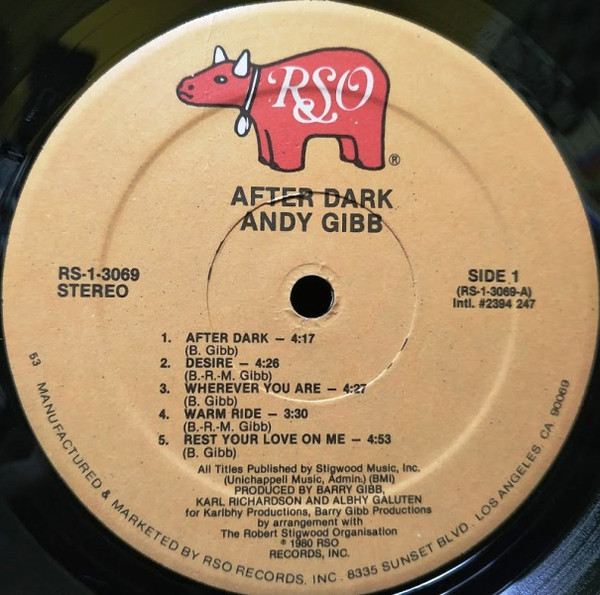 RSO
®
AFTER DARK
ANDY GIBB
RS-1-3069
STEREO
SIDE 1
(RS-1-3069-A)
Intl. #2394 247
1. AFTER DARK – 4:17
(B. Gibb)
2. DESIRE – 4:26
(B.-R.-M. Gibb)
3. WHEREVER YOU ARE – 4:27
(B. Gibb)
4. WARM RIDE – 3:30
(B.-R.-M. Gibb)
5. REST YOUR LOVE ON ME – 4:53
(B. Gibb)
All Titles Published by Stigwood Music, Inc.
(Unichappell Music, Admin.) (BMI)
PRODUCED BY BARRY GIBB,
KARL RICHARDSON AND ALBHY GALUTEN
for Karlbhy Productions, Barry Gibb Productions
by arrangement with
The Robert Stigwood Organisation
℗ 1980 RSO
RECORDS, INC.
53 MANUFACTURED & MARKETED BY RSO RECORDS, INC. 8335 SUNSET BLVD., LOS ANGELES, CA 90069